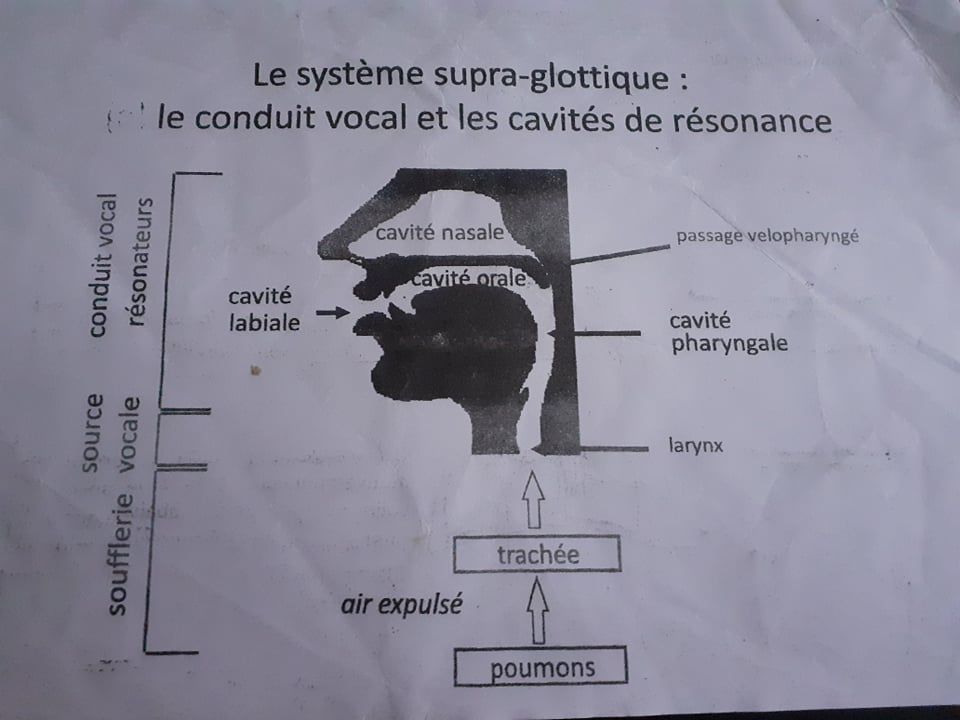 Le système supra-glottique :
le conduit vocal et les cavités de résonance
conduit vocal
résonateurs
cavité nasale
passage velopharyngé
cavité orale
cavité
labiale
cavité
pharyngale
source
vocale
larynx
soufflerie
trachée
air expulsé
poumons